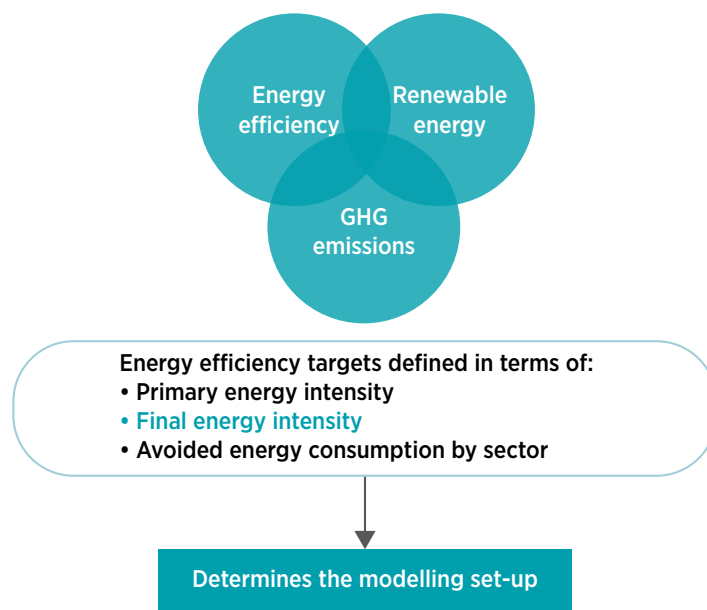 Energy
efficiency
Renewable
energy
GHG
emissions
Energy efficiency targets defined in terms of:
• Primary energy intensity
• Final energy intensity
• Avoided energy consumption by sector
Determines the modelling set-up